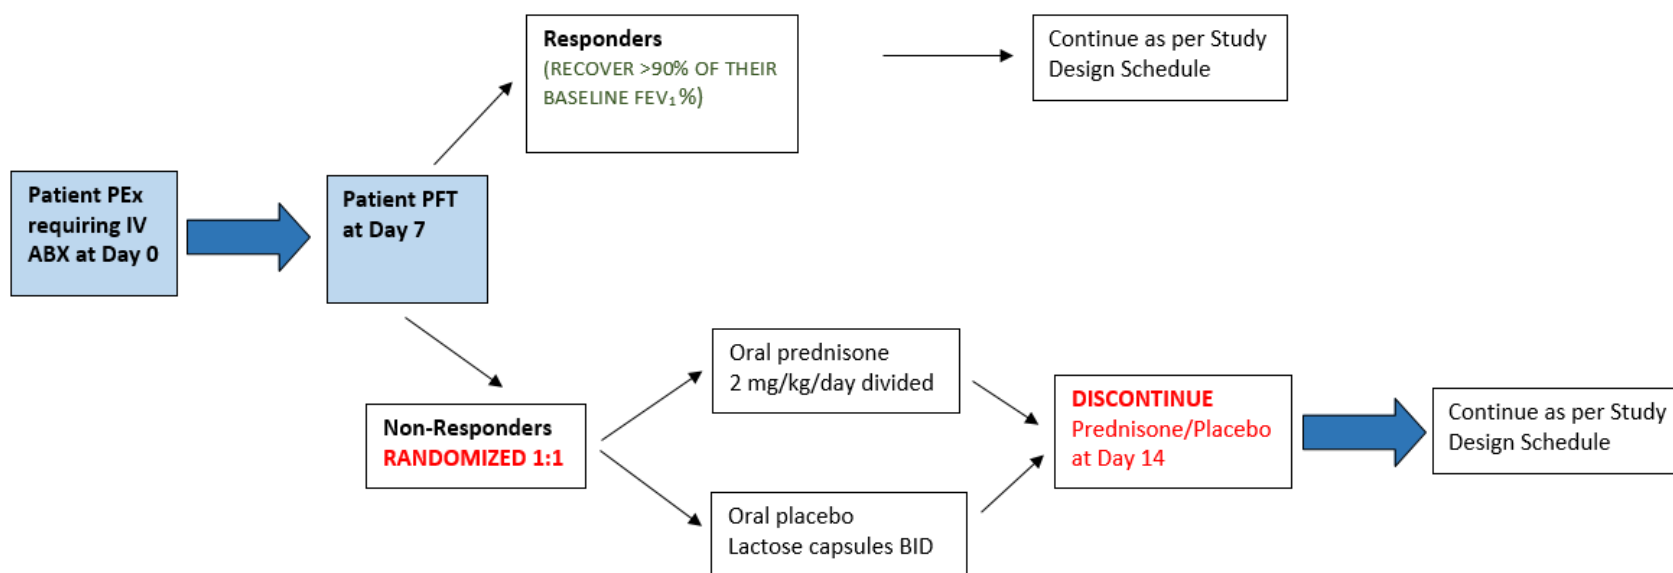 Responders
(RECOVER >90% OF THEIR
BASELINE FEV₁%)
Continue as per Study
Design Schedule
Patient PEx
requiring IV
ABX at Day 0
Patient PFT
at Day 7
Non-Responders
RANDOMIZED 1:1
Oral prednisone
2 mg/kg/day divided
Oral placebo
Lactose capsules BID
DISCONTINUE
Prednisone/Placebo
at Day 14
Continue as per Study
Design Schedule